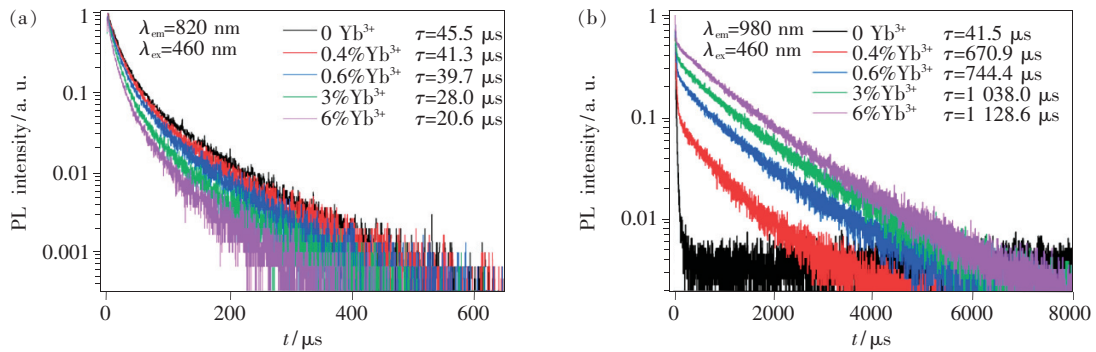 (a)
λem=820 nm
λex=460 nm
0 Yb³⁺ τ=45.5 μs
0.4%Yb³⁺ τ=41.3 μs
0.6%Yb³⁺ τ=39.7 μs
3%Yb³⁺ τ=28.0 μs
6%Yb³⁺ τ=20.6 μs
PL intensity/a. u.
1
0.1
0.01
0.001
0 200 400 600
t/μs
(b)
λem=980 nm
λex=460 nm
0 Yb³⁺ τ=41.5 μs
0.4%Yb³⁺ τ=670.9 μs
0.6%Yb³⁺ τ=744.4 μs
3%Yb³⁺ τ=1 038.0 μs
6%Yb³⁺ τ=1 128.6 μs
PL intensity/a. u.
1
0.1
0.01
0 2000 4000 6000 8000
t/μs